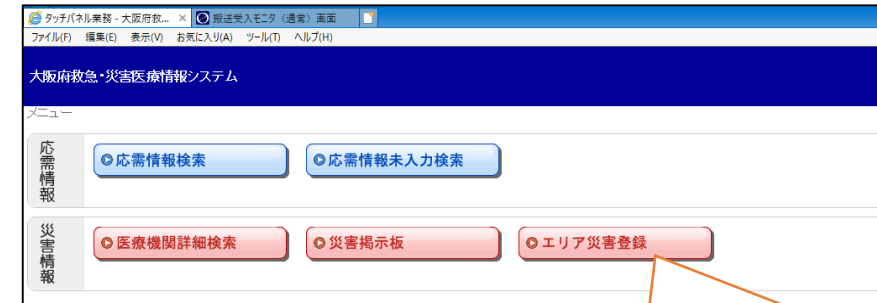 タッチパネル業務 - 大阪府救... × 搬送受入モニタ（通常）画面
ファイル(F) 編集(E) 表示(V) お気に入り(A) ツール(T) ヘルプ(H)
大阪府救急・災害医療情報システム
メニュー
応需情報
応需情報検索
応需情報未入力検索
災害情報
医療機関詳細検索
災害掲示板
エリア災害登録